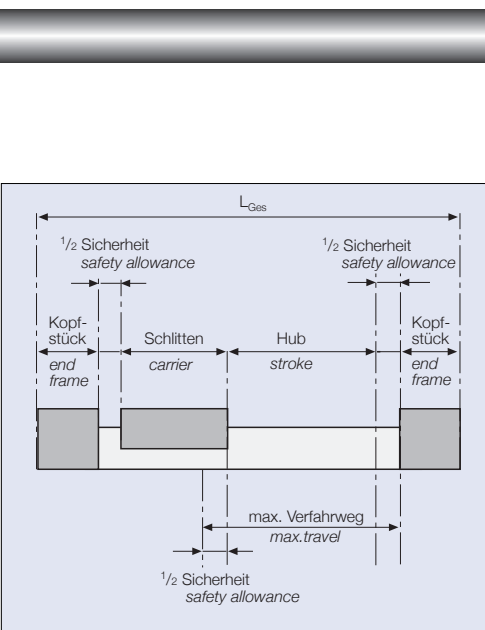 L_Ges
1/2 Sicherheit
safety allowance
1/2 Sicherheit
safety allowance
Kopf-
stück
end
frame
Schlitten
carrier
Hub
stroke
Kopf-
stück
end
frame
max. Verfahrweg
max.travel
1/2 Sicherheit
safety allowance